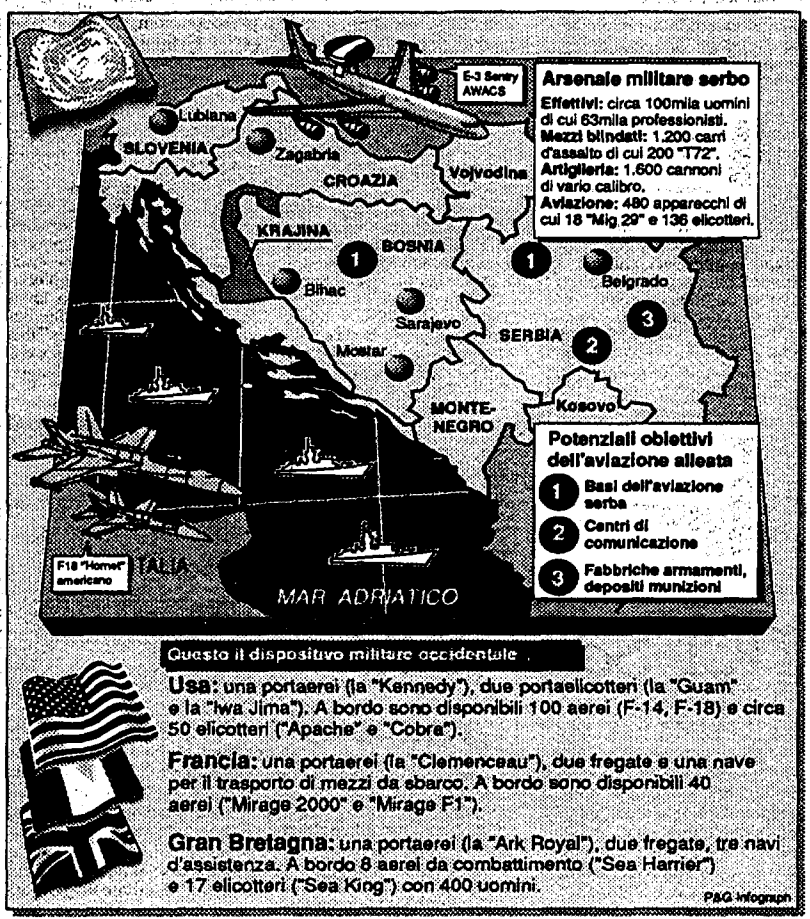 E-3 Sentry
AWACS
Arsenale militare serbo
Effettivi: circa 100mila uomini
di cui 63mila professionisti.
Mezzi blindati: 1.200 carri
d'assalto di cui 200 "T72".
Artiglieria: 1.600 cannoni
di vario calibro.
Aviazione: 480 apparecchi di
cui 18 "Mig 29" e 136 elicotteri.
Lubiana
SLOVENIA
Zagabria
CROAZIA
Vojvodina
KRAJINA
BOSNIA
1
1
Bihac
Belgrado
Sarajevo
3
SERBIA
2
Mostar
MONTE-
NEGRO
Kosovo
Potenziali obiettivi
dell'aviazione alleata
1 Basi dell'aviazione
serba
2 Centri di
comunicazione
3 Fabbriche armamenti,
depositi munizioni
F18 "Hornet"
americano
ITALIA
MAR ADRIATICO
Questo il dispositivo militare occidentale
Usa: una portaerei (la "Kennedy"), due portaelicotteri (la "Guam"
e la "Iwa Jima"). A bordo sono disponibili 100 aerei (F-14, F-18) e circa
50 elicotteri ("Apache" e "Cobra").
Francia: una portaerei (la "Clemenceau"), due fregate e una nave
per il trasporto di mezzi da sbarco. A bordo sono disponibili 40
aerei ("Mirage 2000" e "Mirage F1").
Gran Bretagna: una portaerei (la "Ark Royal"), due fregate, tre navi
d'assistenza. A bordo 8 aerei da combattimento ("Sea Harrier")
e 17 elicotteri ("Sea King") con 400 uomini.
P&G Infograph